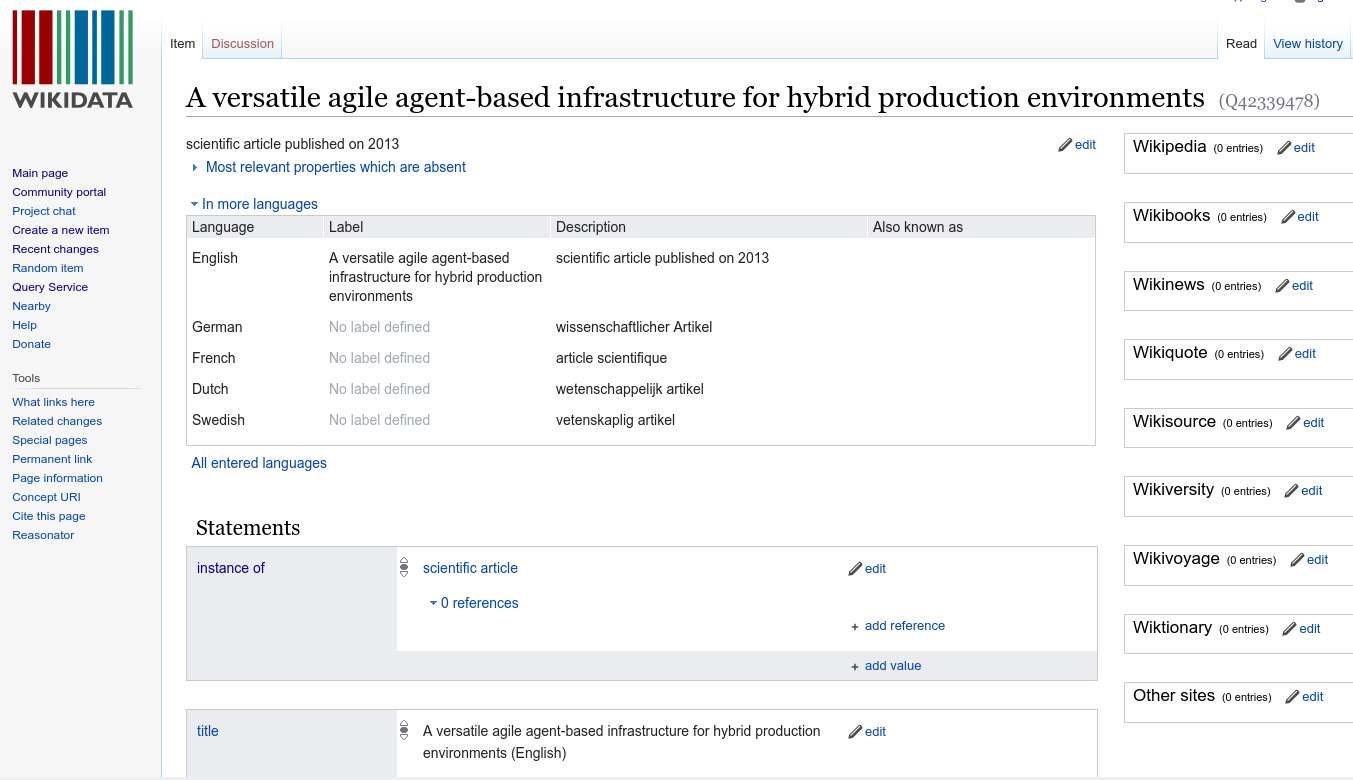 WIKIDATA
Main page
Community portal
Project chat
Create a new item
Recent changes
Random item
Query Service
Nearby
Help
Donate
Tools
What links here
Related changes
Special pages
Permanent link
Page information
Concept URI
Cite this page
Reasonator
Item Discussion Read View history
A versatile agile agent-based infrastructure for hybrid production environments (Q42339478)
scientific article published on 2013 edit
Most relevant properties which are absent
In more languages
Language Label Description Also known as
English A versatile agile agent-based scientific article published on 2013
infrastructure for hybrid production
environments
German No label defined wissenschaftlicher Artikel
French No label defined article scientifique
Dutch No label defined wetenschappelijk artikel
Swedish No label defined vetenskaplig artikel
All entered languages
Statements
instance of scientific article edit
0 references
+ add reference
+ add value
title A versatile agile agent-based infrastructure for hybrid production edit
environments (English)
Wikipedia (0 entries) edit
Wikibooks (0 entries) edit
Wikinews (0 entries) edit
Wikiquote (0 entries) edit
Wikisource (0 entries) edit
Wikiversity (0 entries) edit
Wikivoyage (0 entries) edit
Wiktionary (0 entries) edit
Other sites (0 entries) edit